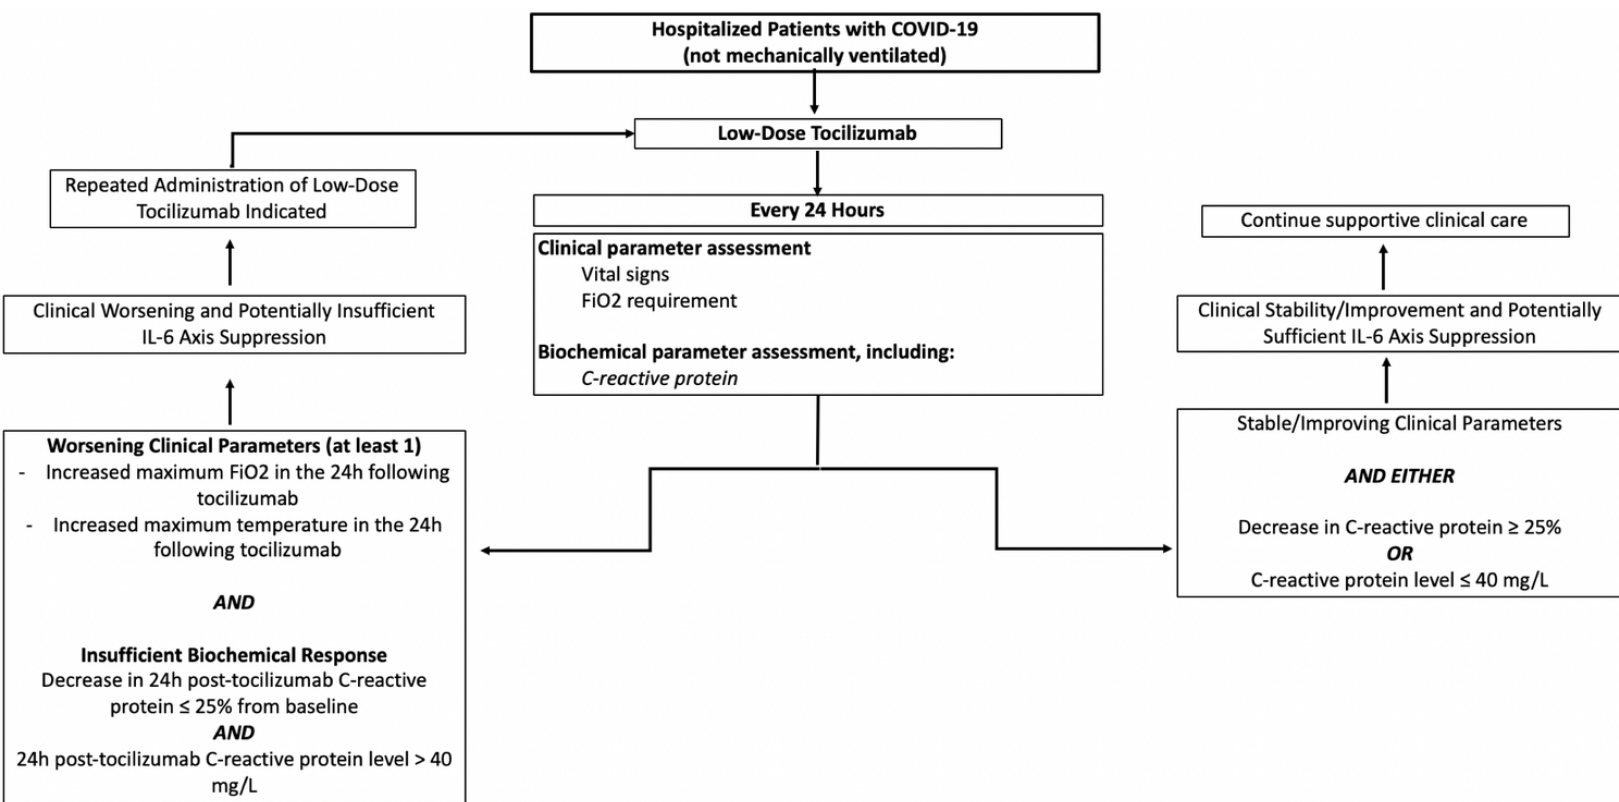 Hospitalized Patients with COVID-19
(not mechanically ventilated)
Low-Dose Tocilizumab
Every 24 Hours
Clinical parameter assessment
Vital signs
FiO2 requirement
Biochemical parameter assessment, including:
C-reactive protein
Repeated Administration of Low-Dose
Tocilizumab Indicated
Clinical Worsening and Potentially Insufficient
IL-6 Axis Suppression
Worsening Clinical Parameters (at least 1)
- Increased maximum FiO2 in the 24h following
tocilizumab
- Increased maximum temperature in the 24h
following tocilizumab
AND
Insufficient Biochemical Response
Decrease in 24h post-tocilizumab C-reactive
protein ≤ 25% from baseline
AND
24h post-tocilizumab C-reactive protein level > 40
mg/L
Continue supportive clinical care
Clinical Stability/Improvement and Potentially
Sufficient IL-6 Axis Suppression
Stable/Improving Clinical Parameters
AND EITHER
Decrease in C-reactive protein ≥ 25%
OR
C-reactive protein level ≤ 40 mg/L